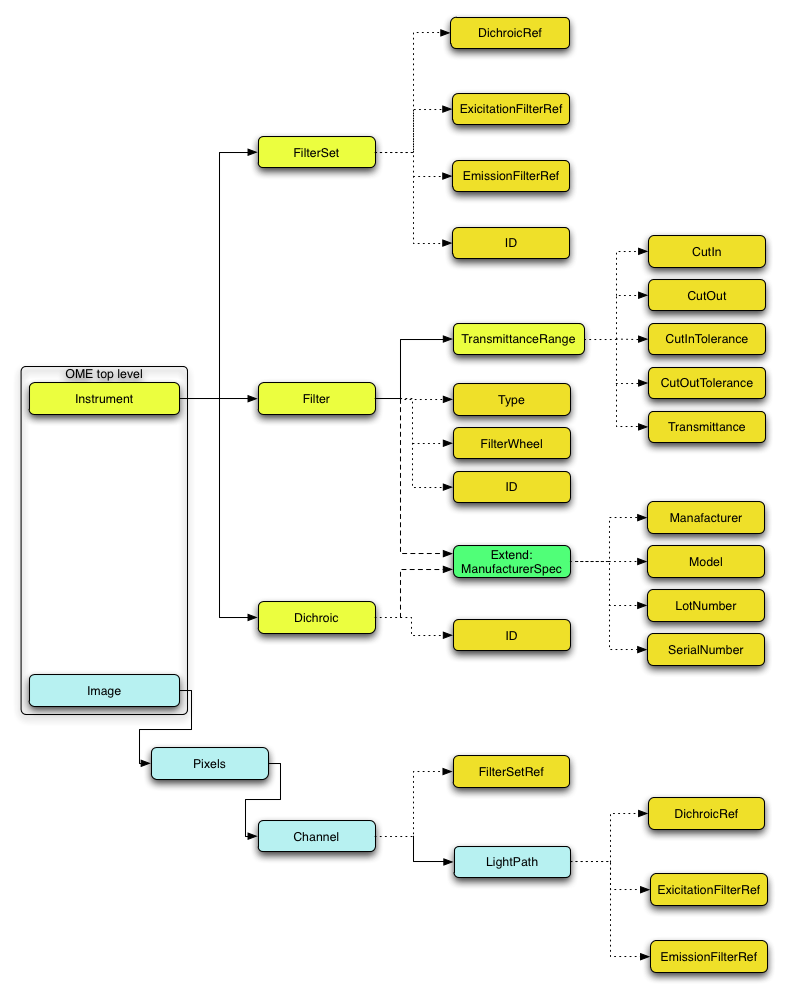 DichroicRef
ExicitationFilterRef
FilterSet
EmissionFilterRef
ID
CutIn
CutOut
TransmittanceRange
CutInTolerance
OME top level
Instrument
Filter
Type
CutOutTolerance
FilterWheel
Transmittance
ID
Manafacturer
Extend:
ManufacturerSpec
Model
LotNumber
Dichroic
ID
SerialNumber
Image
Pixels
FilterSetRef
DichroicRef
Channel
LightPath
ExicitationFilterRef
EmissionFilterRef